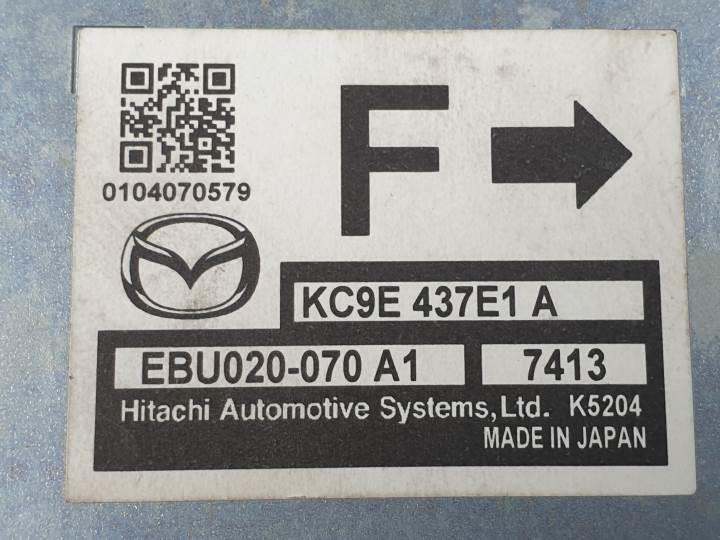 F
0104070579
KC9E 437E1 A
EBU020-070 A1 7413
Hitachi Automotive Systems,Ltd. K5204
MADE IN JAPAN